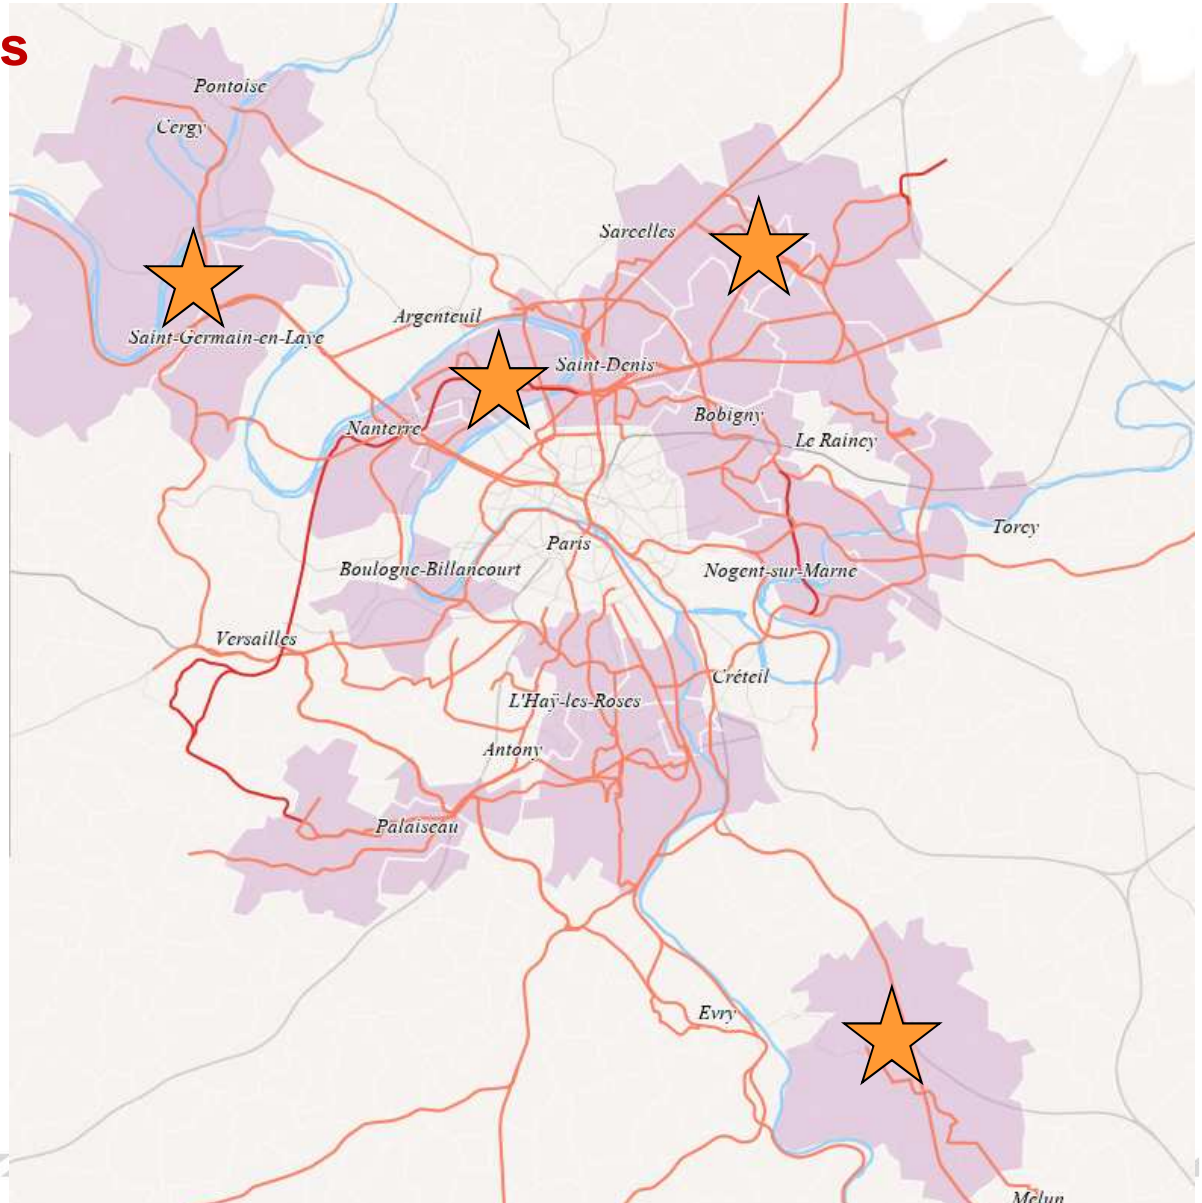 s
Pontoise
Cergy
Sarcelles
Argenteuil
Saint-Germain-en-Laye
Saint-Denis
Bobigny
Nanterre
Le Raincy
Torcy
Paris
Boulogne-Billancourt
Nogent-sur-Marne
Versailles
Créteil
L'Haÿ-les-Roses
Antony
Palaiseau
Evry
Melun